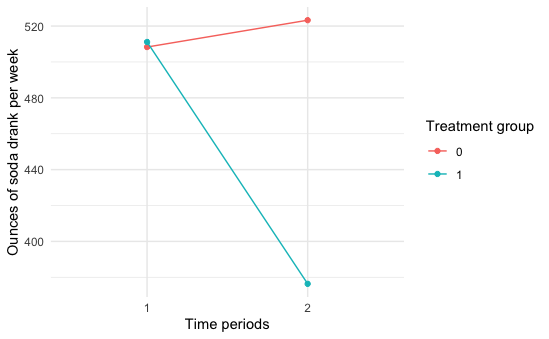 520
480
440
400
Ounces of soda drank per week
1
2
Time periods
Treatment group
0
1